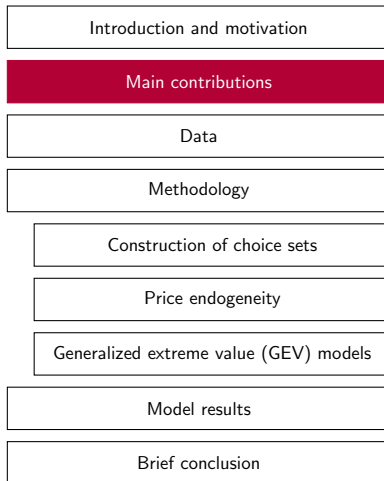 Introduction and motivation
Main contributions
Data
Methodology
Construction of choice sets
Price endogeneity
Generalized extreme value (GEV) models
Model results
Brief conclusion